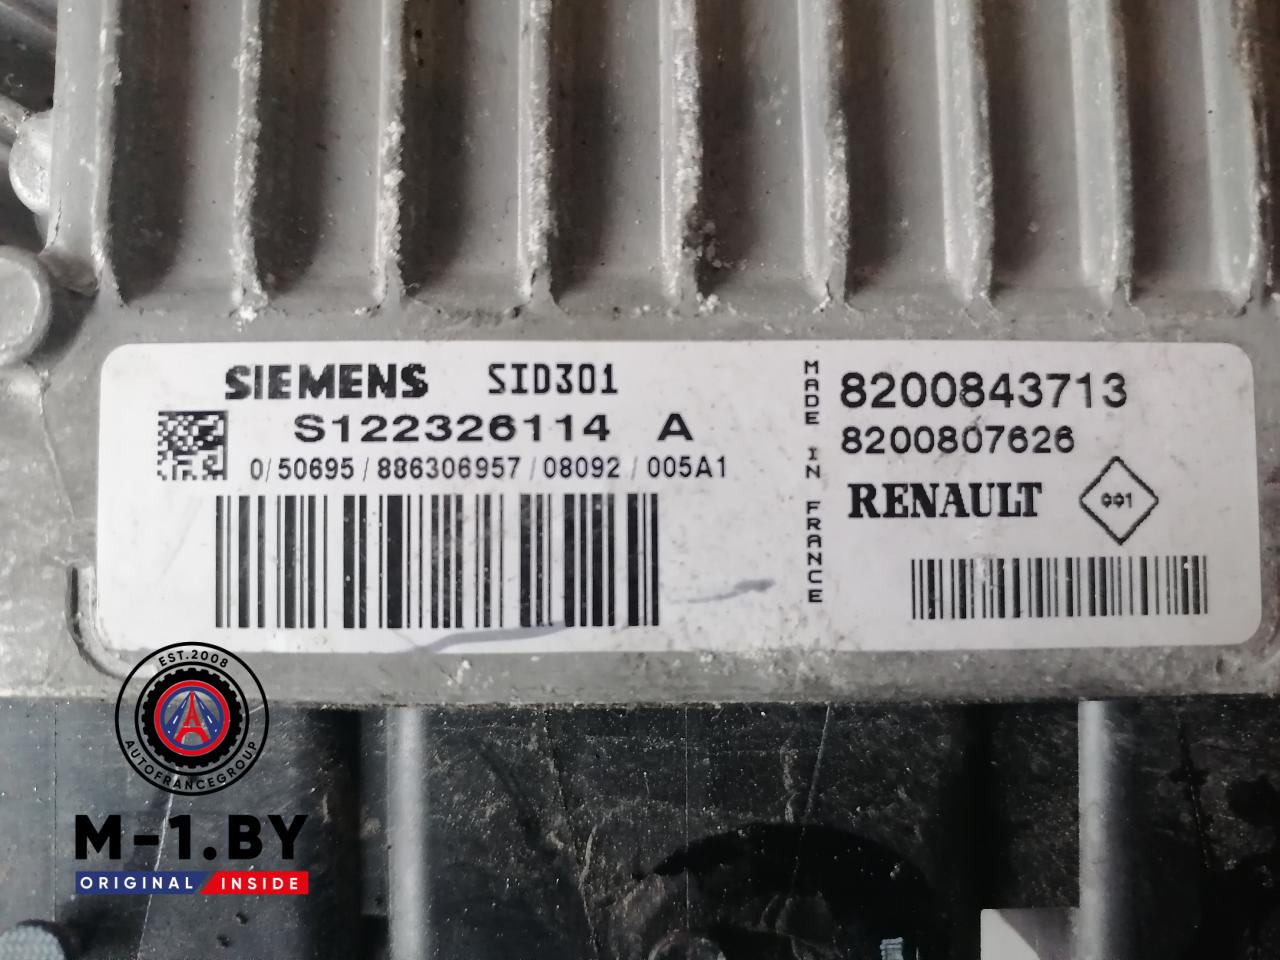 SIEMENS SID301
S122326114 A
0/50695/886306957/08092/005A1
MADE IN FRANCE
8200843713
8200807626
RENAULT 001
EST.2008
AUTOFRANCEGROUP
M-1.BY
ORIGINAL INSIDE